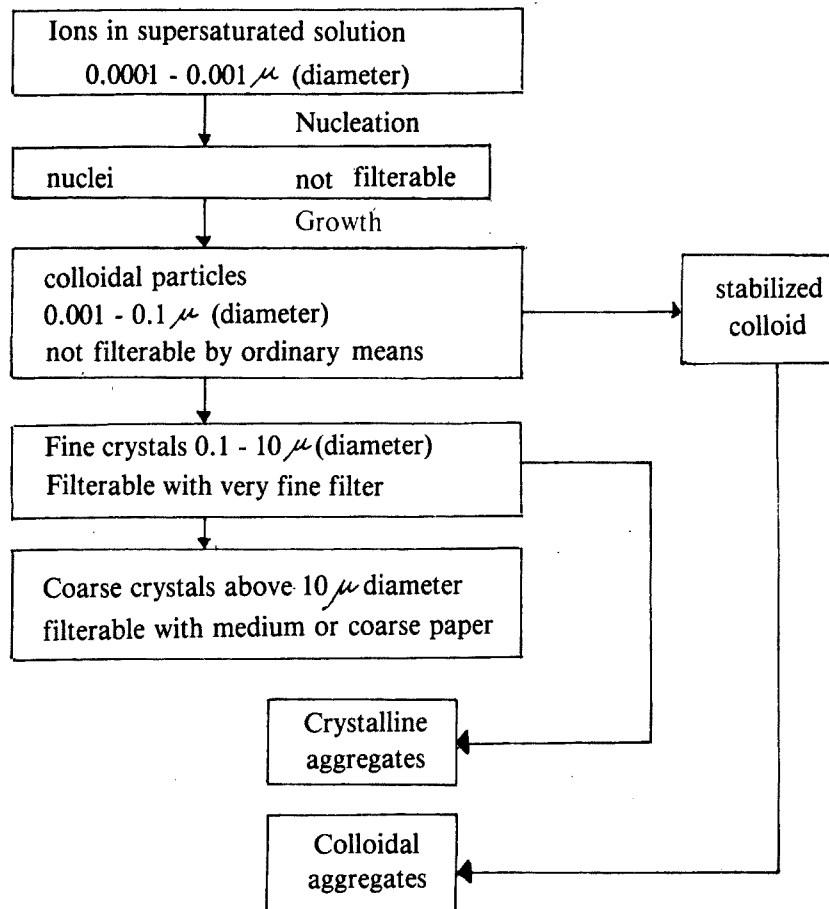 Ions in supersaturated solution
0.0001 - 0.001 μ (diameter)
Nucleation
nuclei not filterable
Growth
colloidal particles
0.001 - 0.1 μ (diameter)
not filterable by ordinary means
stabilized
colloid
Fine crystals 0.1 - 10 μ (diameter)
Filterable with very fine filter
Coarse crystals above 10 μ diameter
filterable with medium or coarse paper
Crystalline
aggregates
Colloidal
aggregates